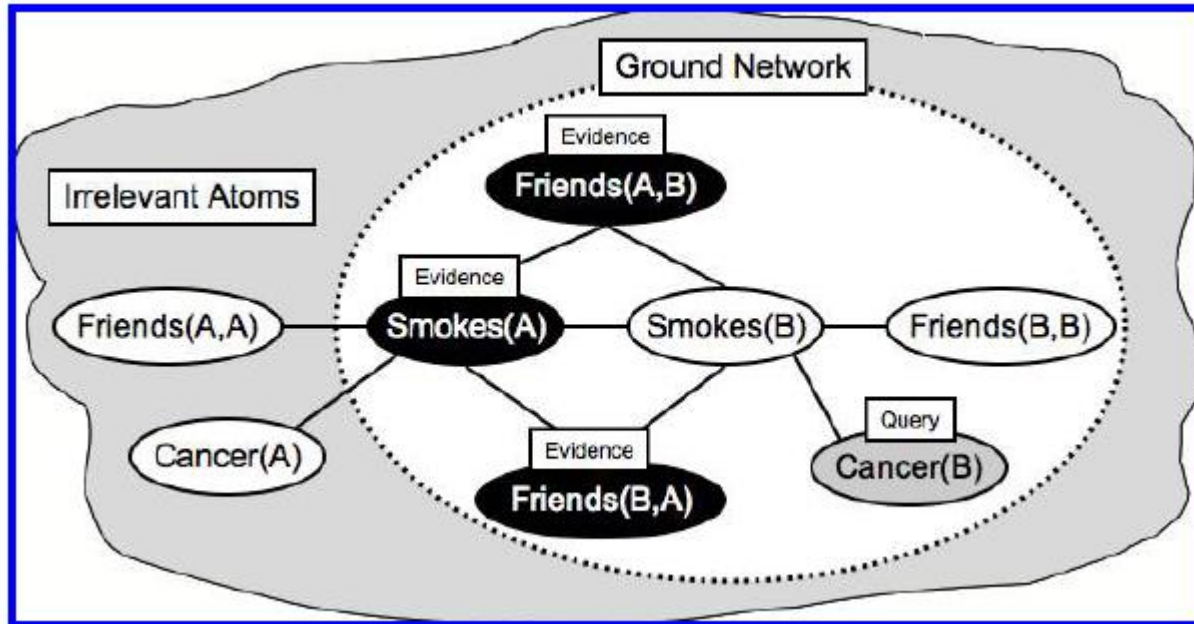 Ground Network
Evidence
Friends(A,B)
Irrelevant Atoms
Evidence
Friends(A,A)
Smokes(A)
Smokes(B)
Friends(B,B)
Cancer(A)
Evidence
Friends(B,A)
Query
Cancer(B)